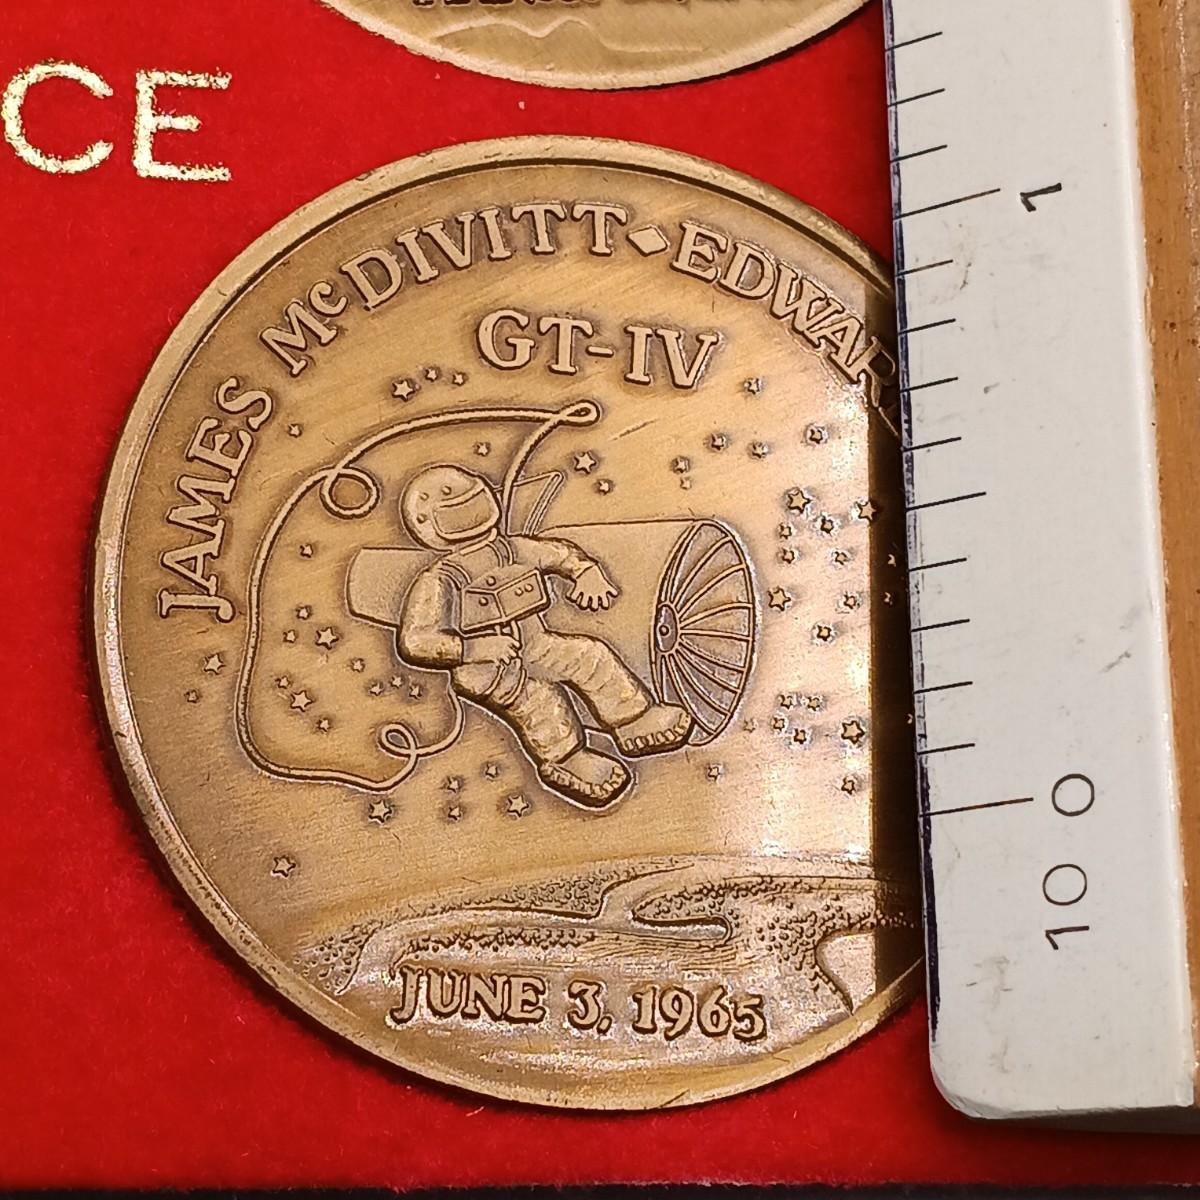 CE
JAMES McDIVITT ◆ EDWAR
GT-IV
JUNE 3, 1965
1
0
10